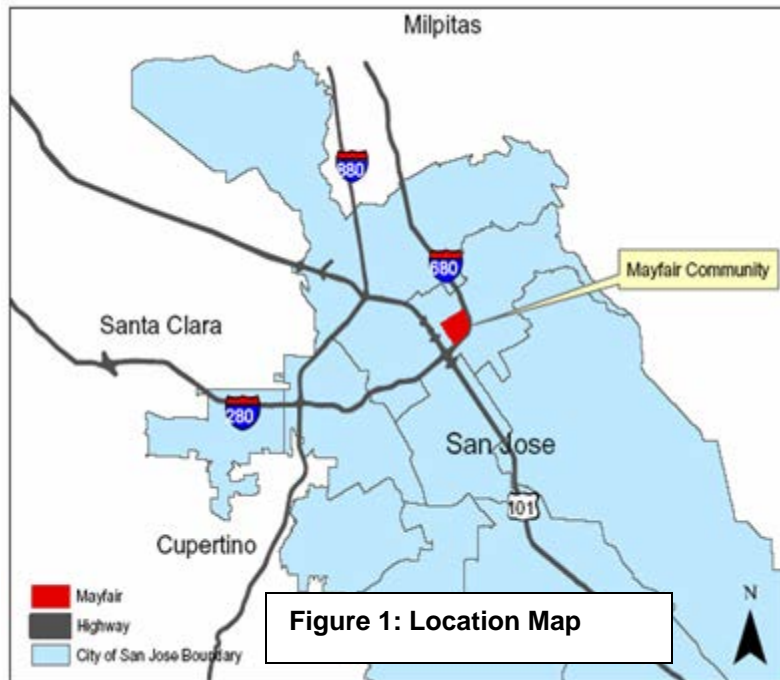 Milpitas
880
680
Mayfair Community
Santa Clara
280
San Jose
101
Cupertino
Mayfair
Highway
City of San Jose Boundary
Figure 1: Location Map
N